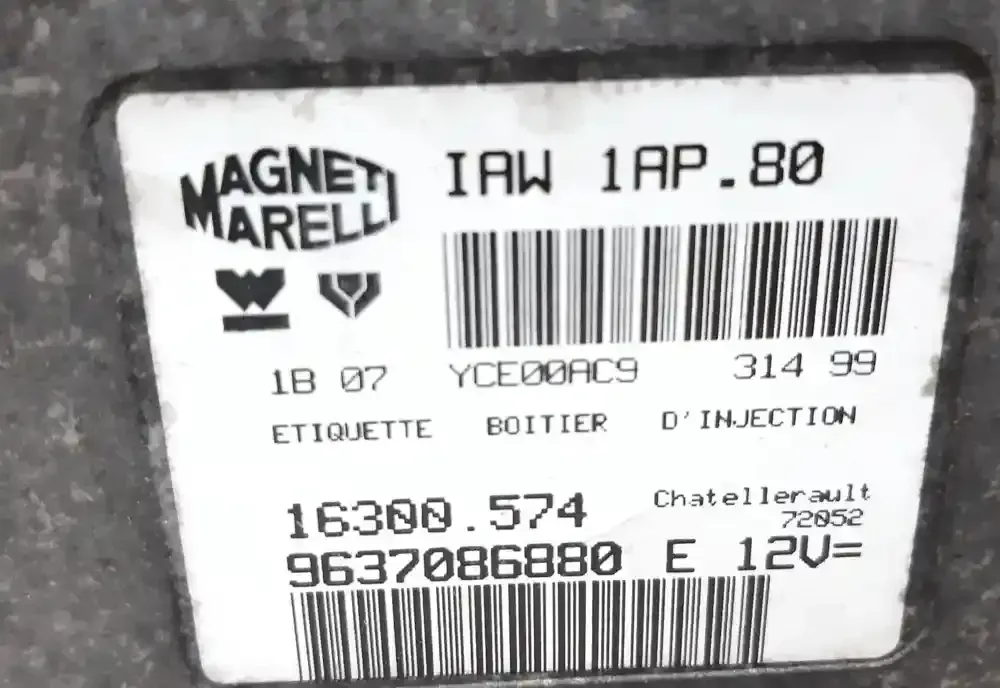 MAGNETI
MARELLI
IAW 1AP.80
1B 07 YCE00AC9 314 99
ETIQUETTE BOITIER D'INJECTION
16300.574 Chatellerault
72052
9637086880 E 12V=